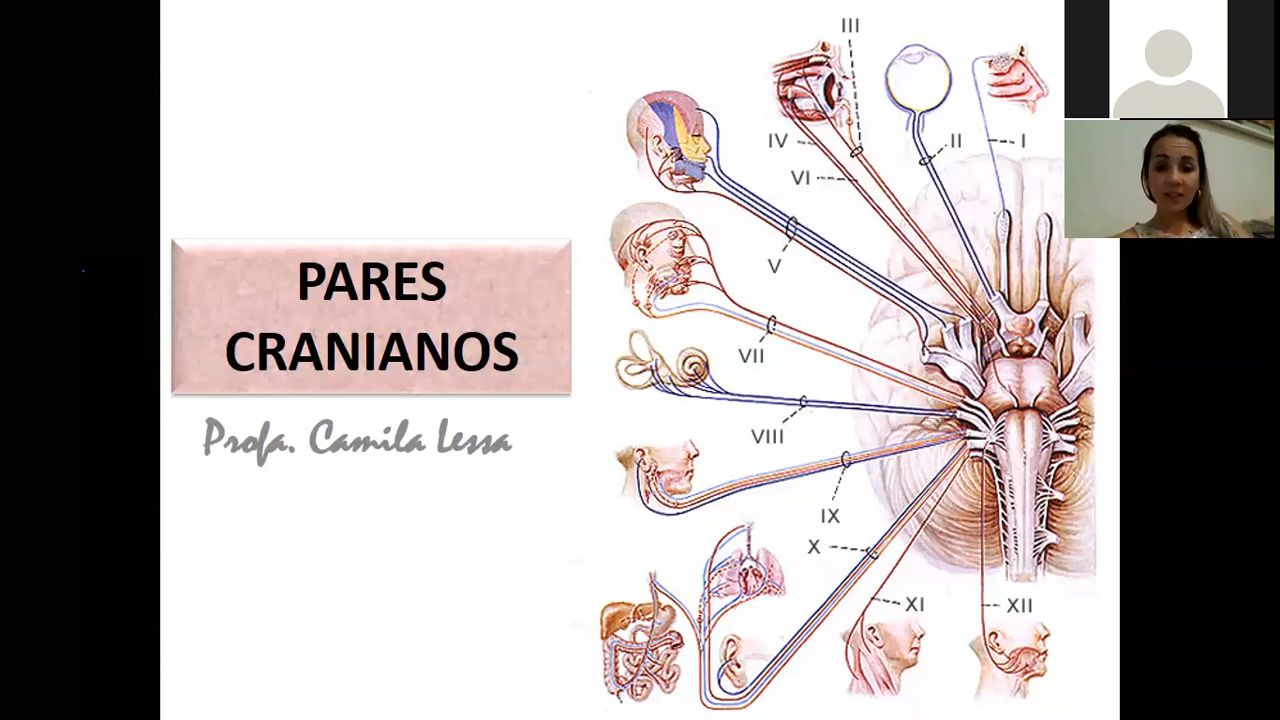 PARES
CRANIANOS
Profa. Camila Lessa
III
IV
II
I
VI
V
VII
VIII
IX
X
XI
XII